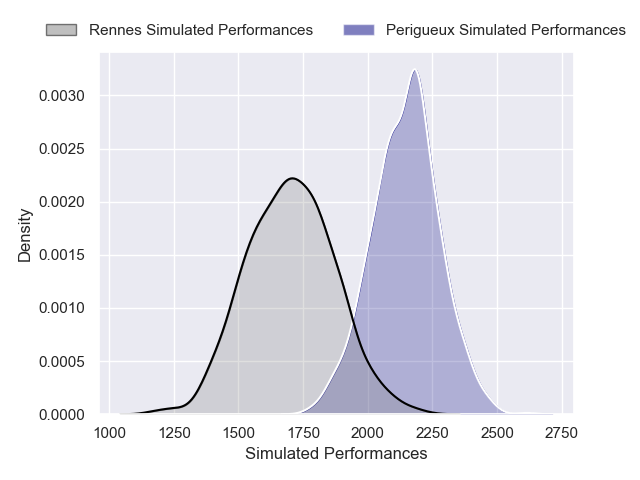 Rennes Simulated Performances Perigueux Simulated Performances
0.0030
0.0025
0.0020
0.0015
0.0010
0.0005
0.0000
Density
1000 1250 1500 1750 2000 2250 2500 2750
Simulated Performances